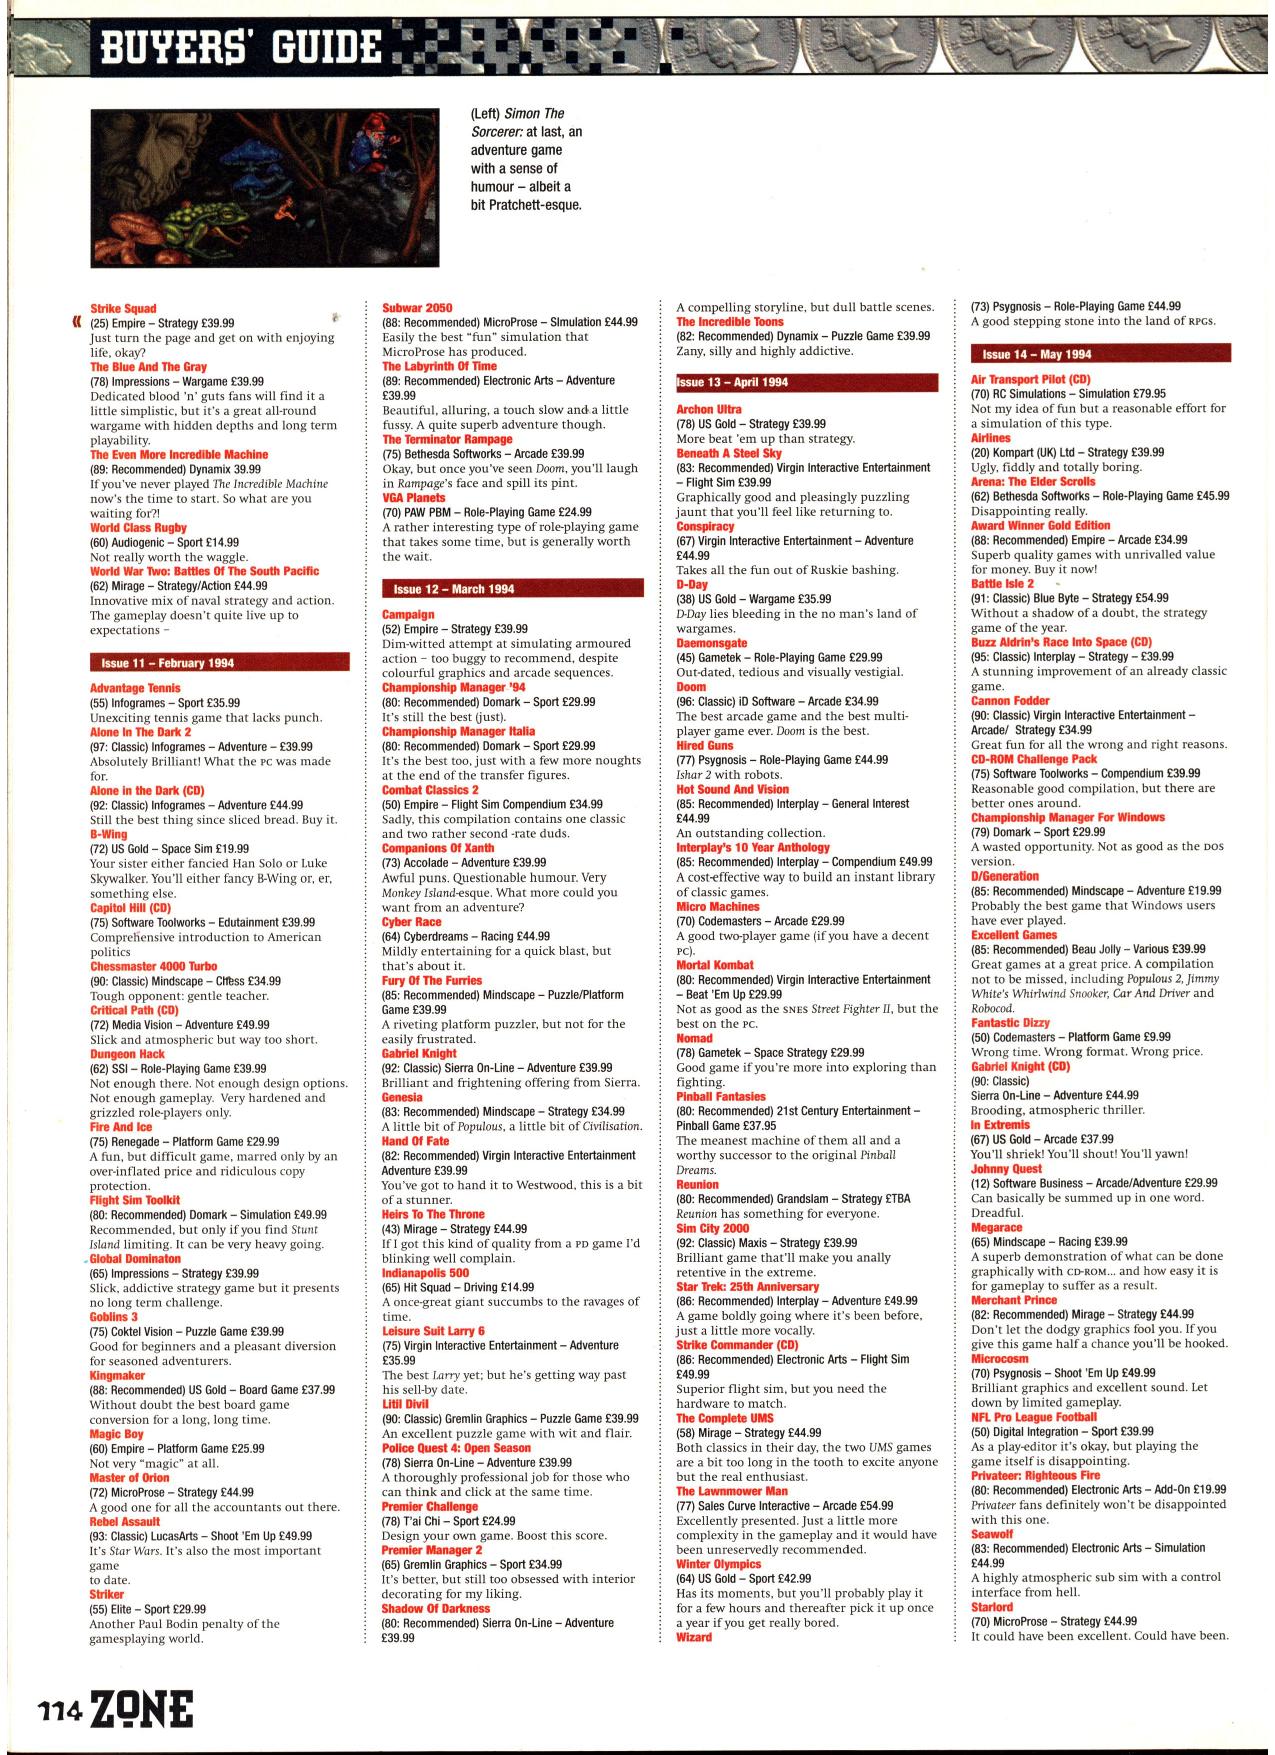 BUYERS' GUIDE
(Left) Simon The
Sorcerer: at last, an
adventure game
with a sense of
humour – albeit a
bit Pratchett-esque.
Strike Squad
« (25) Empire – Strategy £39.99
Just turn the page and get on with enjoying
life, okay?
The Blue And The Gray
(78) Impressions – Wargame £39.99
Dedicated blood 'n' guts fans will find it a
little simplistic, but it's a great all-round
wargame with hidden depths and long term
playability.
The Even More Incredible Machine
(89: Recommended) Dynamix 39.99
If you've never played The Incredible Machine
now's the time to start. So what are you
waiting for?!
World Class Rugby
(60) Audiogenic – Sport £14.99
Not really worth the waggle.
World War Two: Battles Of The South Pacific
(62) Mirage – Strategy/Action £44.99
Innovative mix of naval strategy and action.
The gameplay doesn't quite live up to
expectations –
Issue 11 – February 1994
Advantage Tennis
(55) Infogrames – Sport £35.99
Unexciting tennis game that lacks punch.
Alone In The Dark 2
(97: Classic) Infogrames – Adventure – £39.99
Absolutely Brilliant! What the PC was made
for.
Alone in the Dark (CD)
(92: Classic) Infogrames – Adventure £44.99
Still the best thing since sliced bread. Buy it.
B-Wing
(72) US Gold – Space Sim £19.99
Your sister either fancied Han Solo or Luke
Skywalker. You'll either fancy B-Wing or, er,
something else.
Capitol Hill (CD)
(75) Software Toolworks – Edutainment £39.99
Comprehensive introduction to American
politics
Chessmaster 4000 Turbo
(90: Classic) Mindscape – Chess £34.99
Tough opponent: gentle teacher.
Critical Path (CD)
(72) Media Vision – Adventure £49.99
Slick and atmospheric but way too short.
Dungeon Hack
(62) SSI – Role-Playing Game £39.99
Not enough there. Not enough design options.
Not enough gameplay. Very hardened and
grizzled role-players only.
Fire And Ice
(75) Renegade – Platform Game £29.99
A fun, but difficult game, marred only by an
over-inflated price and ridiculous copy
protection.
Flight Sim Toolkit
(80: Recommended) Domark – Simulation £49.99
Recommended, but only if you find Stunt
Island limiting. It can be very heavy going.
Global Dominaton
(65) Impressions – Strategy £39.99
Slick, addictive strategy game but it presents
no long term challenge.
Goblins 3
(75) Coktel Vision – Puzzle Game £39.99
Good for beginners and a pleasant diversion
for seasoned adventurers.
Kingmaker
(88: Recommended) US Gold – Board Game £37.99
Without doubt the best board game
conversion for a long, long time.
Magic Boy
(60) Empire – Platform Game £25.99
Not very "magic" at all.
Master of Orion
(72) MicroProse – Strategy £44.99
A good one for all the accountants out there.
Rebel Assault
(93: Classic) LucasArts – Shoot 'Em Up £49.99
It's Star Wars. It's also the most important
game
to date.
Striker
(55) Elite – Sport £29.99
Another Paul Bodin penalty of the
gamesplaying world.
Subwar 2050
(88: Recommended) MicroProse – SImulation £44.99
Easily the best "fun" simulation that
MicroProse has produced.
The Labyrinth Of Time
(89: Recommended) Electronic Arts – Adventure
£39.99
Beautiful, alluring, a touch slow and a little
fussy. A quite superb adventure though.
The Terminator Rampage
(75) Bethesda Softworks – Arcade £39.99
Okay, but once you've seen Doom, you'll laugh
in Rampage's face and spill its pint.
VGA Planets
(70) PAW PBM – Role-Playing Game £24.99
A rather interesting type of role-playing game
that takes some time, but is generally worth
the wait.
Issue 12 – March 1994
Campaign
(52) Empire – Strategy £39.99
Dim-witted attempt at simulating armoured
action – too buggy to recommend, despite
colourful graphics and arcade sequences.
Championship Manager '94
(80: Recommended) Domark – Sport £29.99
It's still the best (just).
Championship Manager Italia
(80: Recommended) Domark – Sport £29.99
It's the best too, just with a few more noughts
at the end of the transfer figures.
Combat Classics 2
(50) Empire – Flight Sim Compendium £34.99
Sadly, this compilation contains one classic
and two rather second -rate duds.
Companions Of Xanth
(73) Accolade – Adventure £39.99
Awful puns. Questionable humour. Very
Monkey Island-esque. What more could you
want from an adventure?
Cyber Race
(64) Cyberdreams – Racing £44.99
Mildly entertaining for a quick blast, but
that's about it.
Fury Of The Furries
(85: Recommended) Mindscape – Puzzle/Platform
Game £39.99
A riveting platform puzzler, but not for the
easily frustrated.
Gabriel Knight
(92: Classic) Sierra On-Line – Adventure £39.99
Brilliant and frightening offering from Sierra.
Genesia
(83: Recommended) Mindscape – Strategy £34.99
A little bit of Populous, a little bit of Civilisation.
Hand Of Fate
(82: Recommended) Virgin Interactive Entertainment
Adventure £39.99
You've got to hand it to Westwood, this is a bit
of a stunner.
Heirs To The Throne
(43) Mirage – Strategy £44.99
If I got this kind of quality from a PD game I'd
blinking well complain.
Indianapolis 500
(65) Hit Squad – Driving £14.99
A once-great giant succumbs to the ravages of
time.
Leisure Suit Larry 6
(75) Virgin Interactive Entertainment – Adventure
£35.99
The best Larry yet; but he's getting way past
his sell-by date.
Litil Divil
(90: Classic) Gremlin Graphics – Puzzle Game £39.99
An excellent puzzle game with wit and flair.
Police Quest 4: Open Season
(78) Sierra On-Line – Adventure £39.99
A thoroughly professional job for those who
can think and click at the same time.
Premier Challenge
(78) T'ai Chi – Sport £24.99
Design your own game. Boost this score.
Premier Manager 2
(65) Gremlin Graphics – Sport £34.99
It's better, but still too obsessed with interior
decorating for my liking.
Shadow Of Darkness
(80: Recommended) Sierra On-Line – Adventure
£39.99
A compelling storyline, but dull battle scenes.
The Incredible Toons
(82: Recommended) Dynamix – Puzzle Game £39.99
Zany, silly and highly addictive.
Issue 13 – April 1994
Archon Ultra
(78) US Gold – Strategy £39.99
More beat 'em up than strategy.
Beneath A Steel Sky
(83: Recommended) Virgin Interactive Entertainment
– Flight Sim £39.99
Graphically good and pleasingly puzzling
jaunt that you'll feel like returning to.
Conspiracy
(67) Virgin Interactive Entertainment – Adventure
£44.99
Takes all the fun out of Ruskie bashing.
D-Day
(38) US Gold – Wargame £35.99
D-Day lies bleeding in the no man's land of
wargames.
Daemonsgate
(45) Gametek – Role-Playing Game £29.99
Out-dated, tedious and visually vestigial.
Doom
(96: Classic) iD Software – Arcade £34.99
The best arcade game and the best multi-
player game ever. Doom is the best.
Hired Guns
(77) Psygnosis – Role-Playing Game £44.99
Ishar 2 with robots.
Hot Sound And Vision
(85: Recommended) Interplay – General Interest
£44.99
An outstanding collection.
Interplay's 10 Year Anthology
(85: Recommended) Interplay – Compendium £49.99
A cost-effective way to build an instant library
of classic games.
Micro Machines
(70) Codemasters – Arcade £29.99
A good two-player game (if you have a decent
PC).
Mortal Kombat
(80: Recommended) Virgin Interactive Entertainment
– Beat 'Em Up £29.99
Not as good as the SNES Street Fighter II, but the
best on the PC.
Nomad
(78) Gametek – Space Strategy £29.99
Good game if you're more into exploring than
fighting.
Pinball Fantasies
(80: Recommended) 21st Century Entertainment –
Pinball Game £37.95
The meanest machine of them all and a
worthy successor to the original Pinball
Dreams.
Reunion
(80: Recommended) Grandslam – Strategy £TBA
Reunion has something for everyone.
Sim City 2000
(92: Classic) Maxis – Strategy £39.99
Brilliant game that'll make you anally
retentive in the extreme.
Star Trek: 25th Anniversary
(86: Recommended) Interplay – Adventure £49.99
A game boldly going where it's been before,
just a little more vocally.
Strike Commander (CD)
(86: Recommended) Electronic Arts – Flight Sim
£49.99
Superior flight sim, but you need the
hardware to match.
The Complete UMS
(58) Mirage – Strategy £44.99
Both classics in their day, the two UMS games
are a bit too long in the tooth to excite anyone
but the real enthusiast.
The Lawnmower Man
(77) Sales Curve Interactive – Arcade £54.99
Excellently presented. Just a little more
complexity in the gameplay and it would have
been unreservedly recommended.
Winter Olympics
(64) US Gold – Sport £42.99
Has its moments, but you'll probably play it
for a few hours and thereafter pick it up once
a year if you get really bored.
Wizard
(73) Psygnosis – Role-Playing Game £44.99
A good stepping stone into the land of RPGS.
Issue 14 – May 1994
Air Transport Pilot (CD)
(70) RC Simulations – Simulation £79.95
Not my idea of fun but a reasonable effort for
a simulation of this type.
Airlines
(20) Kompart (UK) Ltd – Strategy £39.99
Ugly, fiddly and totally boring.
Arena: The Elder Scrolls
(62) Bethesda Softworks – Role-Playing Game £45.99
Disappointing really.
Award Winner Gold Edition
(88: Recommended) Empire – Arcade £34.99
Superb quality games with unrivalled value
for money. Buy it now!
Battle Isle 2
(91: Classic) Blue Byte – Strategy £54.99
Without a shadow of a doubt, the strategy
game of the year.
Buzz Aldrin's Race Into Space (CD)
(95: Classic) Interplay – Strategy – £39.99
A stunning improvement of an already classic
game.
Cannon Fodder
(90: Classic) Virgin Interactive Entertainment –
Arcade/ Strategy £34.99
Great fun for all the wrong and right reasons.
CD-ROM Challenge Pack
(75) Software Toolworks – Compendium £39.99
Reasonable good compilation, but there are
better ones around.
Championship Manager For Windows
(79) Domark – Sport £29.99
A wasted opportunity. Not as good as the DOS
version.
D/Generation
(85: Recommended) Mindscape – Adventure £19.99
Probably the best game that Windows users
have ever played.
Excellent Games
(85: Recommended) Beau Jolly – Various £39.99
Great games at a great price. A compilation
not to be missed, including Populous 2, Jimmy
White's Whirlwind Snooker, Car And Driver and
Robocod.
Fantastic Dizzy
(50) Codemasters – Platform Game £9.99
Wrong time. Wrong format. Wrong price.
Gabriel Knight (CD)
(90: Classic)
Sierra On-Line – Adventure £44.99
Brooding, atmospheric thriller.
In Extremis
(67) US Gold – Arcade £37.99
You'll shriek! You'll shout! You'll yawn!
Johnny Quest
(12) Software Business – Arcade/Adventure £29.99
Can basically be summed up in one word.
Dreadful.
Megarace
(65) Mindscape – Racing £39.99
A superb demonstration of what can be done
graphically with CD-ROM... and how easy it is
for gameplay to suffer as a result.
Merchant Prince
(82: Recommended) Mirage – Strategy £44.99
Don't let the dodgy graphics fool you. If you
give this game half a chance you'll be hooked.
Microcosm
(70) Psygnosis – Shoot 'Em Up £49.99
Brilliant graphics and excellent sound. Let
down by limited gameplay.
NFL Pro League Football
(50) Digital Integration – Sport £39.99
As a play-editor it's okay, but playing the
game itself is disappointing.
Privateer: Righteous Fire
(80: Recommended) Electronic Arts – Add-On £19.99
Privateer fans definitely won't be disappointed
with this one.
Seawolf
(83: Recommended) Electronic Arts – Simulation
£44.99
A highly atmospheric sub sim with a control
interface from hell.
Starlord
(70) MicroProse – Strategy £44.99
It could have been excellent. Could have been.
114 ZONE